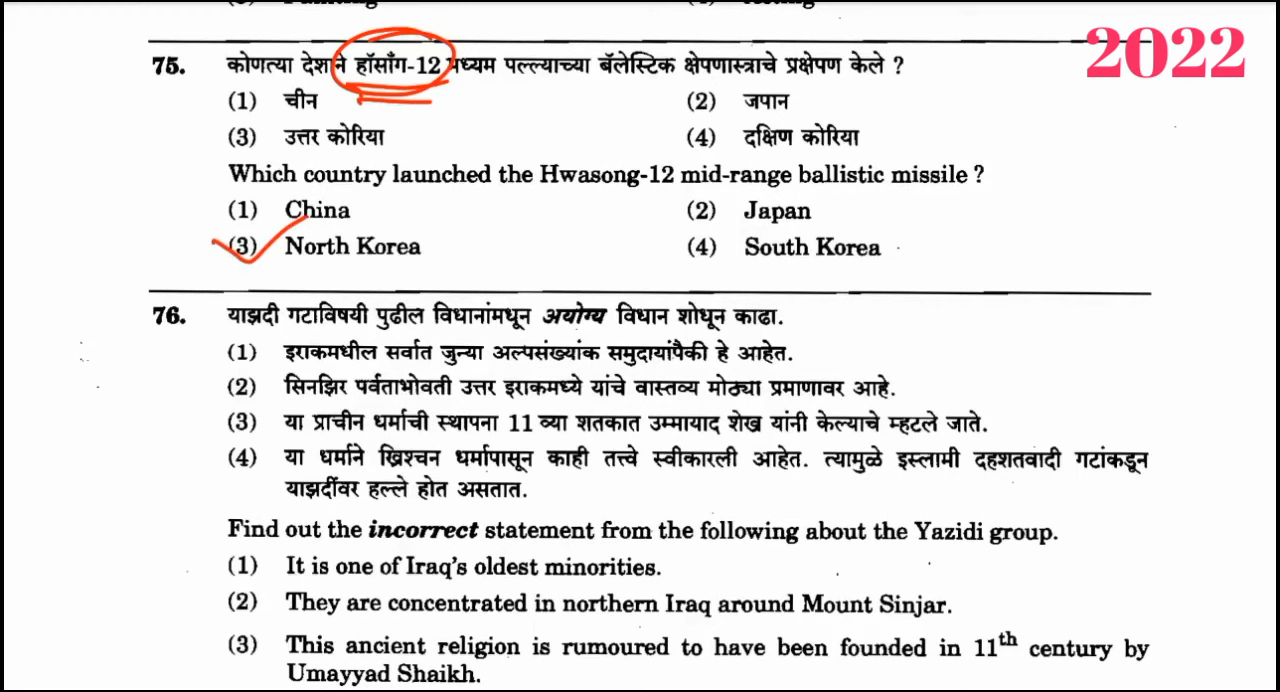 2022
75. कोणत्या देशाने हॉसाँग-12 मध्यम पल्ल्याच्या बॅलेस्टिक क्षेपणास्त्राचे प्रक्षेपण केले ?
(1) चीन (2) जपान
(3) उत्तर कोरिया (4) दक्षिण कोरिया
Which country launched the Hwasong-12 mid-range ballistic missile ?
(1) China (2) Japan
(3) North Korea (4) South Korea
76. याझदी गटाविषयी पुढील विधानांमधून अयोग्य विधान शोधून काढा.
(1) इराकमधील सर्वात जुन्या अल्पसंख्यांक समुदायांपैकी हे आहेत.
(2) सिनझिर पर्वताभोवती उत्तर इराकमध्ये यांचे वास्तव्य मोठ्या प्रमाणावर आहे.
(3) या प्राचीन धर्माची स्थापना 11 व्या शतकात उम्मायाद शेख यांनी केल्याचे म्हटले जाते.
(4) या धर्माने ख्रिश्चन धर्मापासून काही तत्त्वे स्वीकारली आहेत. त्यामुळे इस्लामी दहशतवादी गटांकडून
याझर्दीवर हल्ले होत असतात.
Find out the incorrect statement from the following about the Yazidi group.
(1) It is one of Iraq's oldest minorities.
(2) They are concentrated in northern Iraq around Mount Sinjar.
(3) This ancient religion is rumoured to have been founded in 11th century by
Umayyad Shaikh.